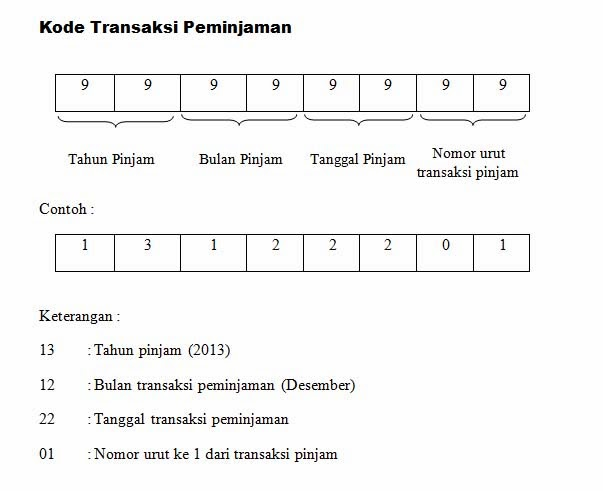 Kode Transaksi Peminjaman
9 9 9 9 9 9 9 9
Tahun Pinjam Bulan Pinjam Tanggal Pinjam Nomor urut
transaksi pinjam
Contoh :
1 3 1 2 2 2 0 1
Keterangan :
13 : Tahun pinjam (2013)
12 : Bulan transaksi peminjaman (Desember)
22 : Tanggal transaksi peminjaman
01 : Nomor urut ke 1 dari transaksi pinjam